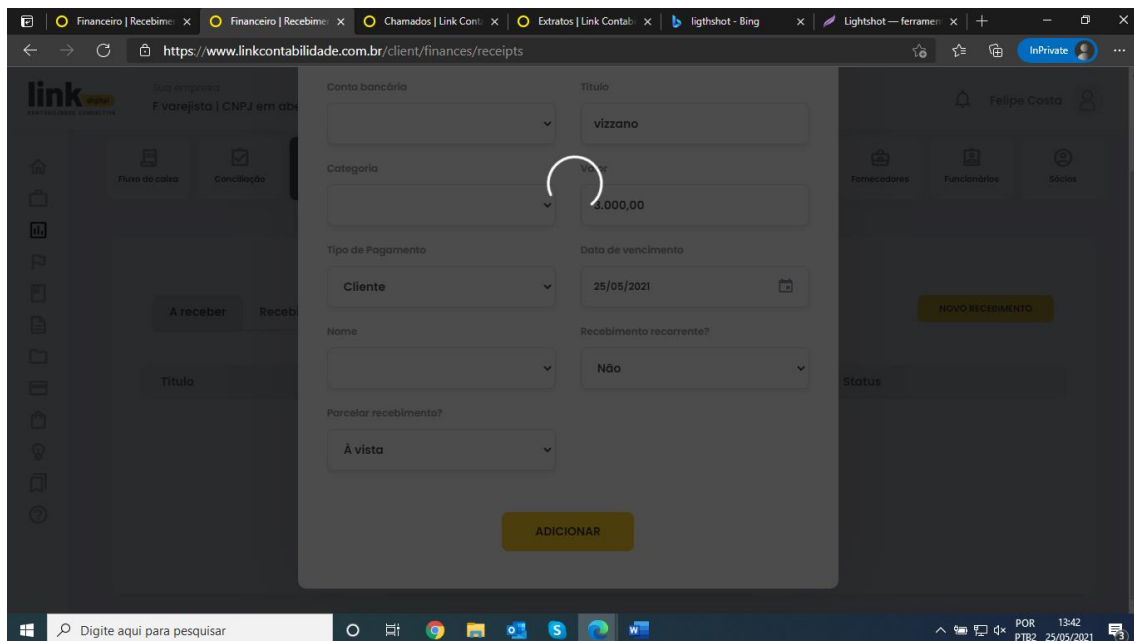 Financeiro | Recebime
Financeiro | Recebime
Chamados | Link Cont
Extratos | Link Contab
ligthshot - Bing
Lightshot — ferramen
https://www.linkcontabilidade.com.br/client/finances/receipts
InPrivate
link
digital
Sua empresa
F varejista | CNPJ em abe
Felipe Costa
Fluxo de caixa
Conciliação
Fornecedores
Funcionários
Sócios
Conta bancária
Título
vizzano
Categoria
3.000,00
Tipo de Pagamento
Data de vencimento
Cliente
25/05/2021
A receber
Recebi
NOVO RECEBIMENTO
Nome
Recebimento recorrente?
Não
Título
Status
Parcelar recebimento?
À vista
ADICIONAR
Digite aqui para pesquisar
POR
PTB2
13:42
25/05/2021
3